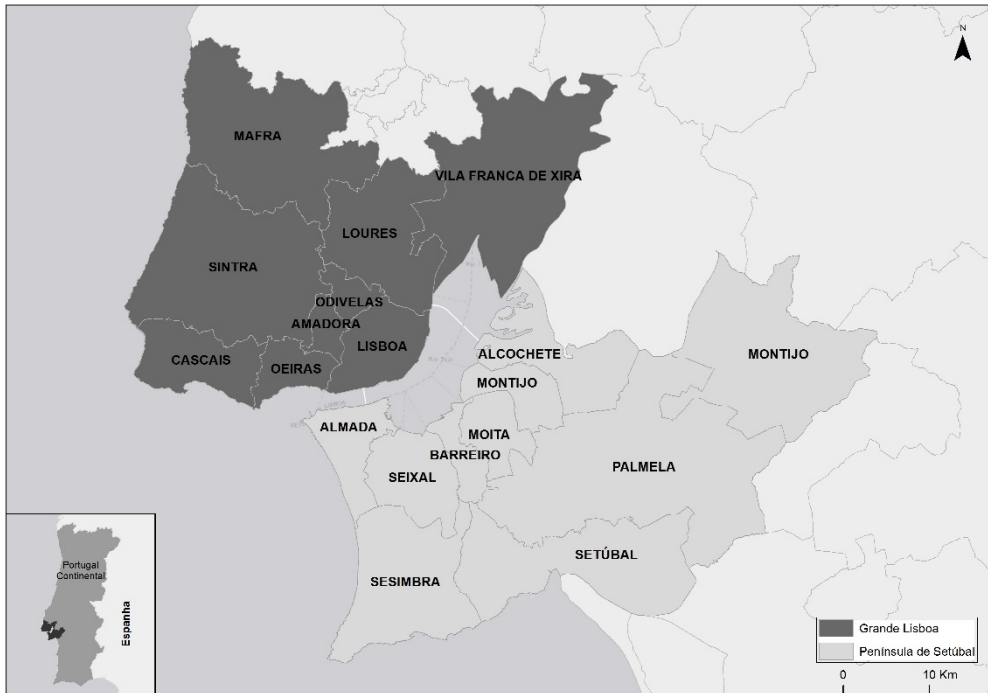 N
MAFRA
VILA FRANCA DE XIRA
LOURES
SINTRA
ODIVELAS
AMADORA
LISBOA
CASCAIS
OEIRAS
ALCOCHETE
MONTIJO
MONTIJO
ALMADA
MOITA
BARREIRO
SEIXAL
PALMELA
SETÚBAL
SESIMBRA
Portugal
Continental
Espanha
Grande Lisboa
Península de Setúbal
0 10 Km